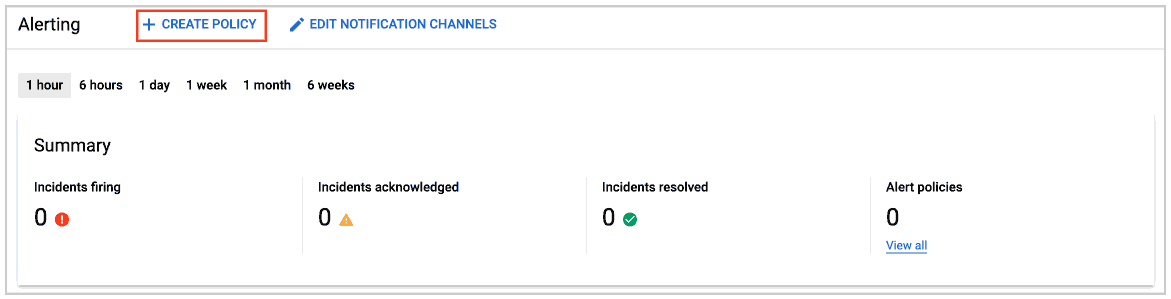 Alerting CREATE POLICY EDIT NOTIFICATION CHANNELS
1 hour 6 hours 1 day 1 week 1 month 6 weeks
Summary
Incidents firing Incidents acknowledged Incidents resolved Alert policies
0 0 0 0
View all